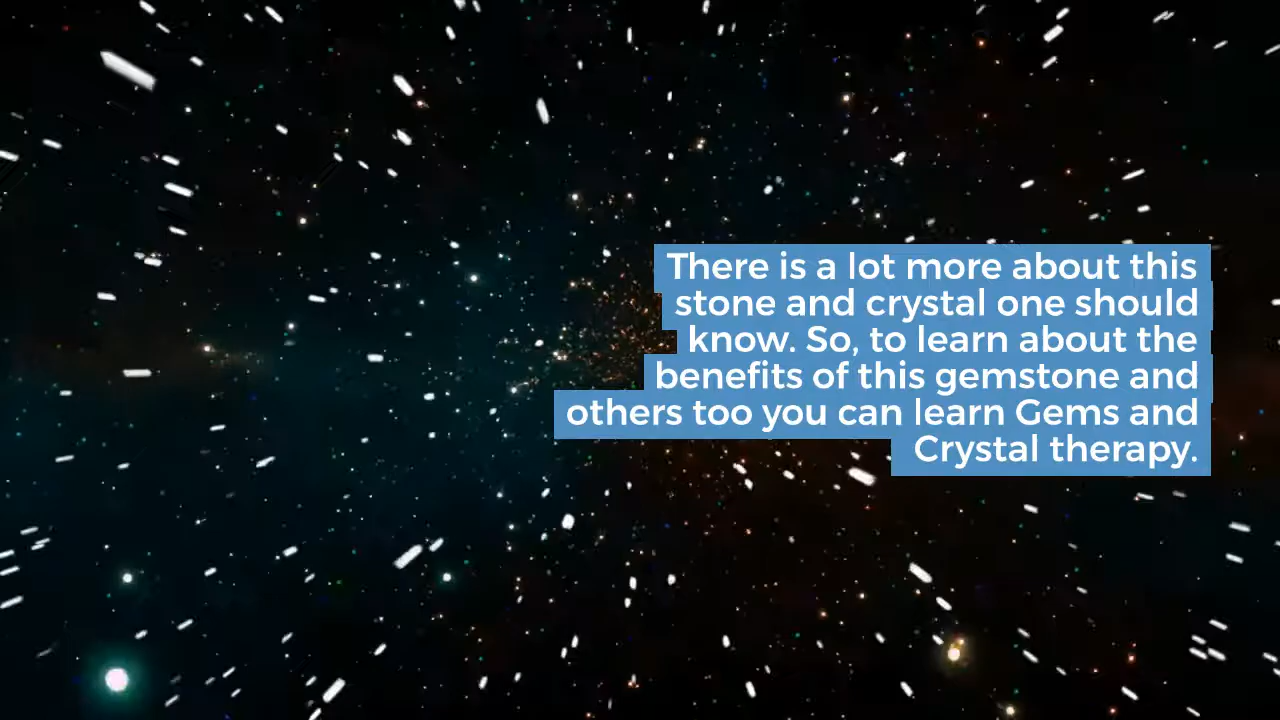 There is a lot more about this
stone and crystal one should
know. So, to learn about the
benefits of this gemstone and
others too you can learn Gems and
Crystal therapy.